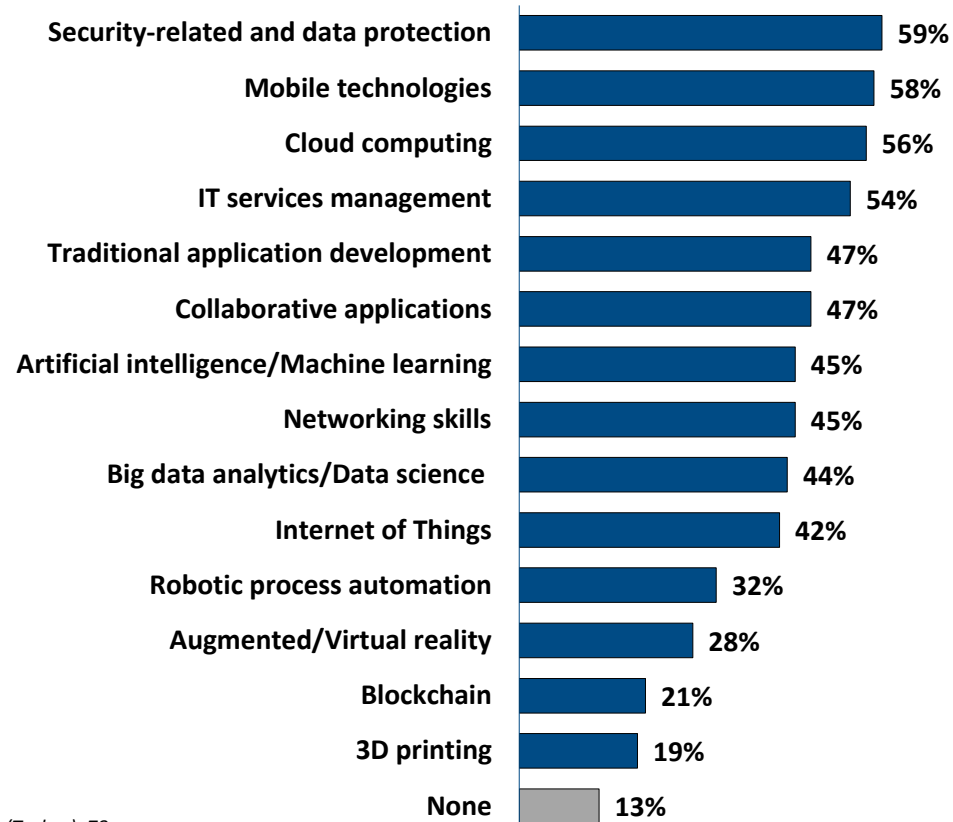 Security-related and data protection 59%
Mobile technologies 58%
Cloud computing 56%
IT services management 54%
Traditional application development 47%
Collaborative applications 47%
Artificial intelligence/Machine learning 45%
Networking skills 45%
Big data analytics/Data science 44%
Internet of Things 42%
Robotic process automation 32%
Augmented/Virtual reality 28%
Blockchain 21%
3D printing 19%
None 13%